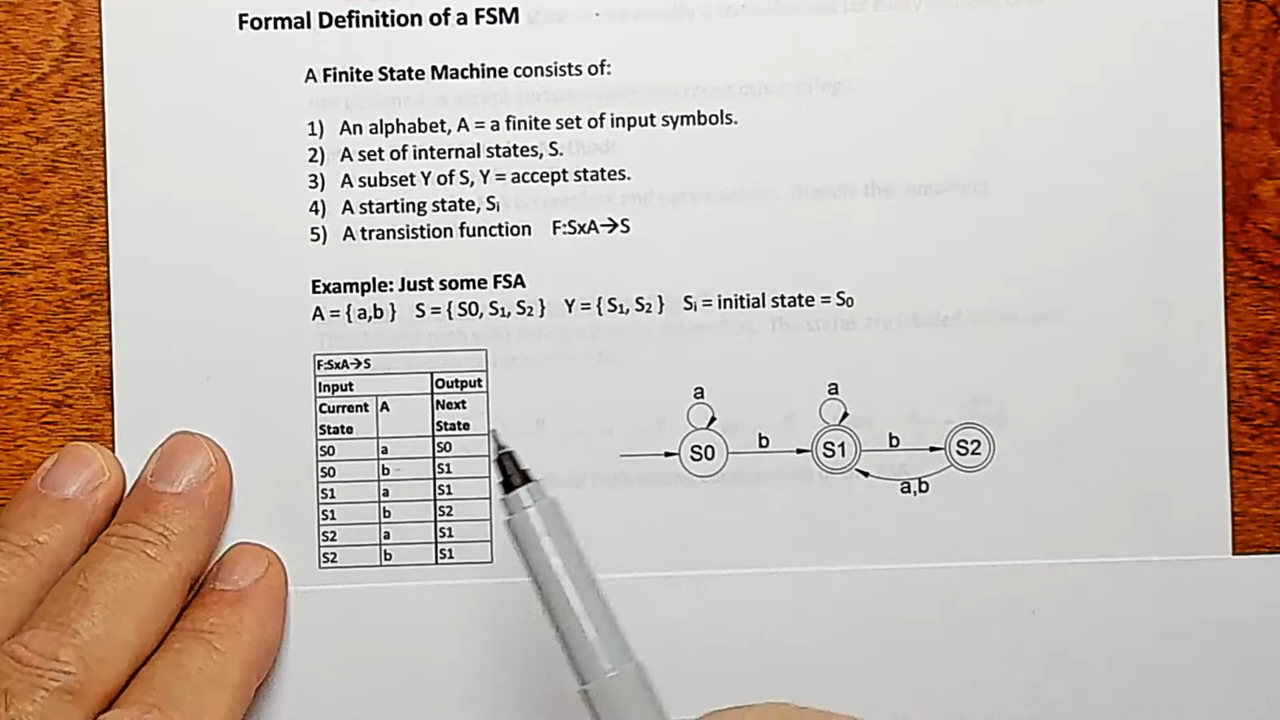 Formal Definition of a FSM
A Finite State Machine consists of:
1) An alphabet, A = a finite set of input symbols.
2) A set of internal states, S.
3) A subset Y of S, Y = accept states.
4) A starting state, Si
5) A transistion function F:SxA→S
Example: Just some FSA
A = { a,b } S = { S0, S1, S2 } Y = { S1, S2 } Si = initial state = S0
F:SxA→S
Input Output
Current State A Next State
S0 a S0
S0 b S1
S1 a S1
S1 b S2
S2 a S1
S2 b S1
a a
S0 b S1 b S2
a,b